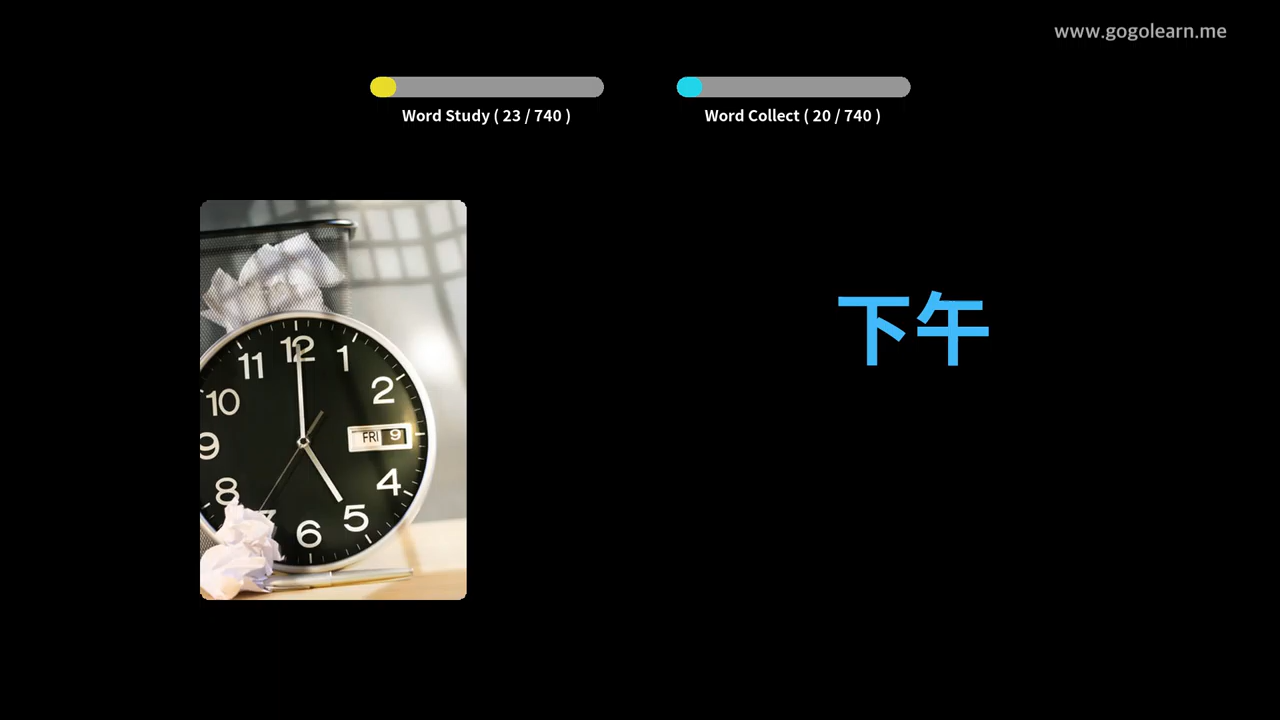 www.gogolearn.me
Word Study ( 23 / 740 )
Word Collect ( 20 / 740 )
下午
12
1
2
FRI 9
4
5
6
7
8
9
10
11